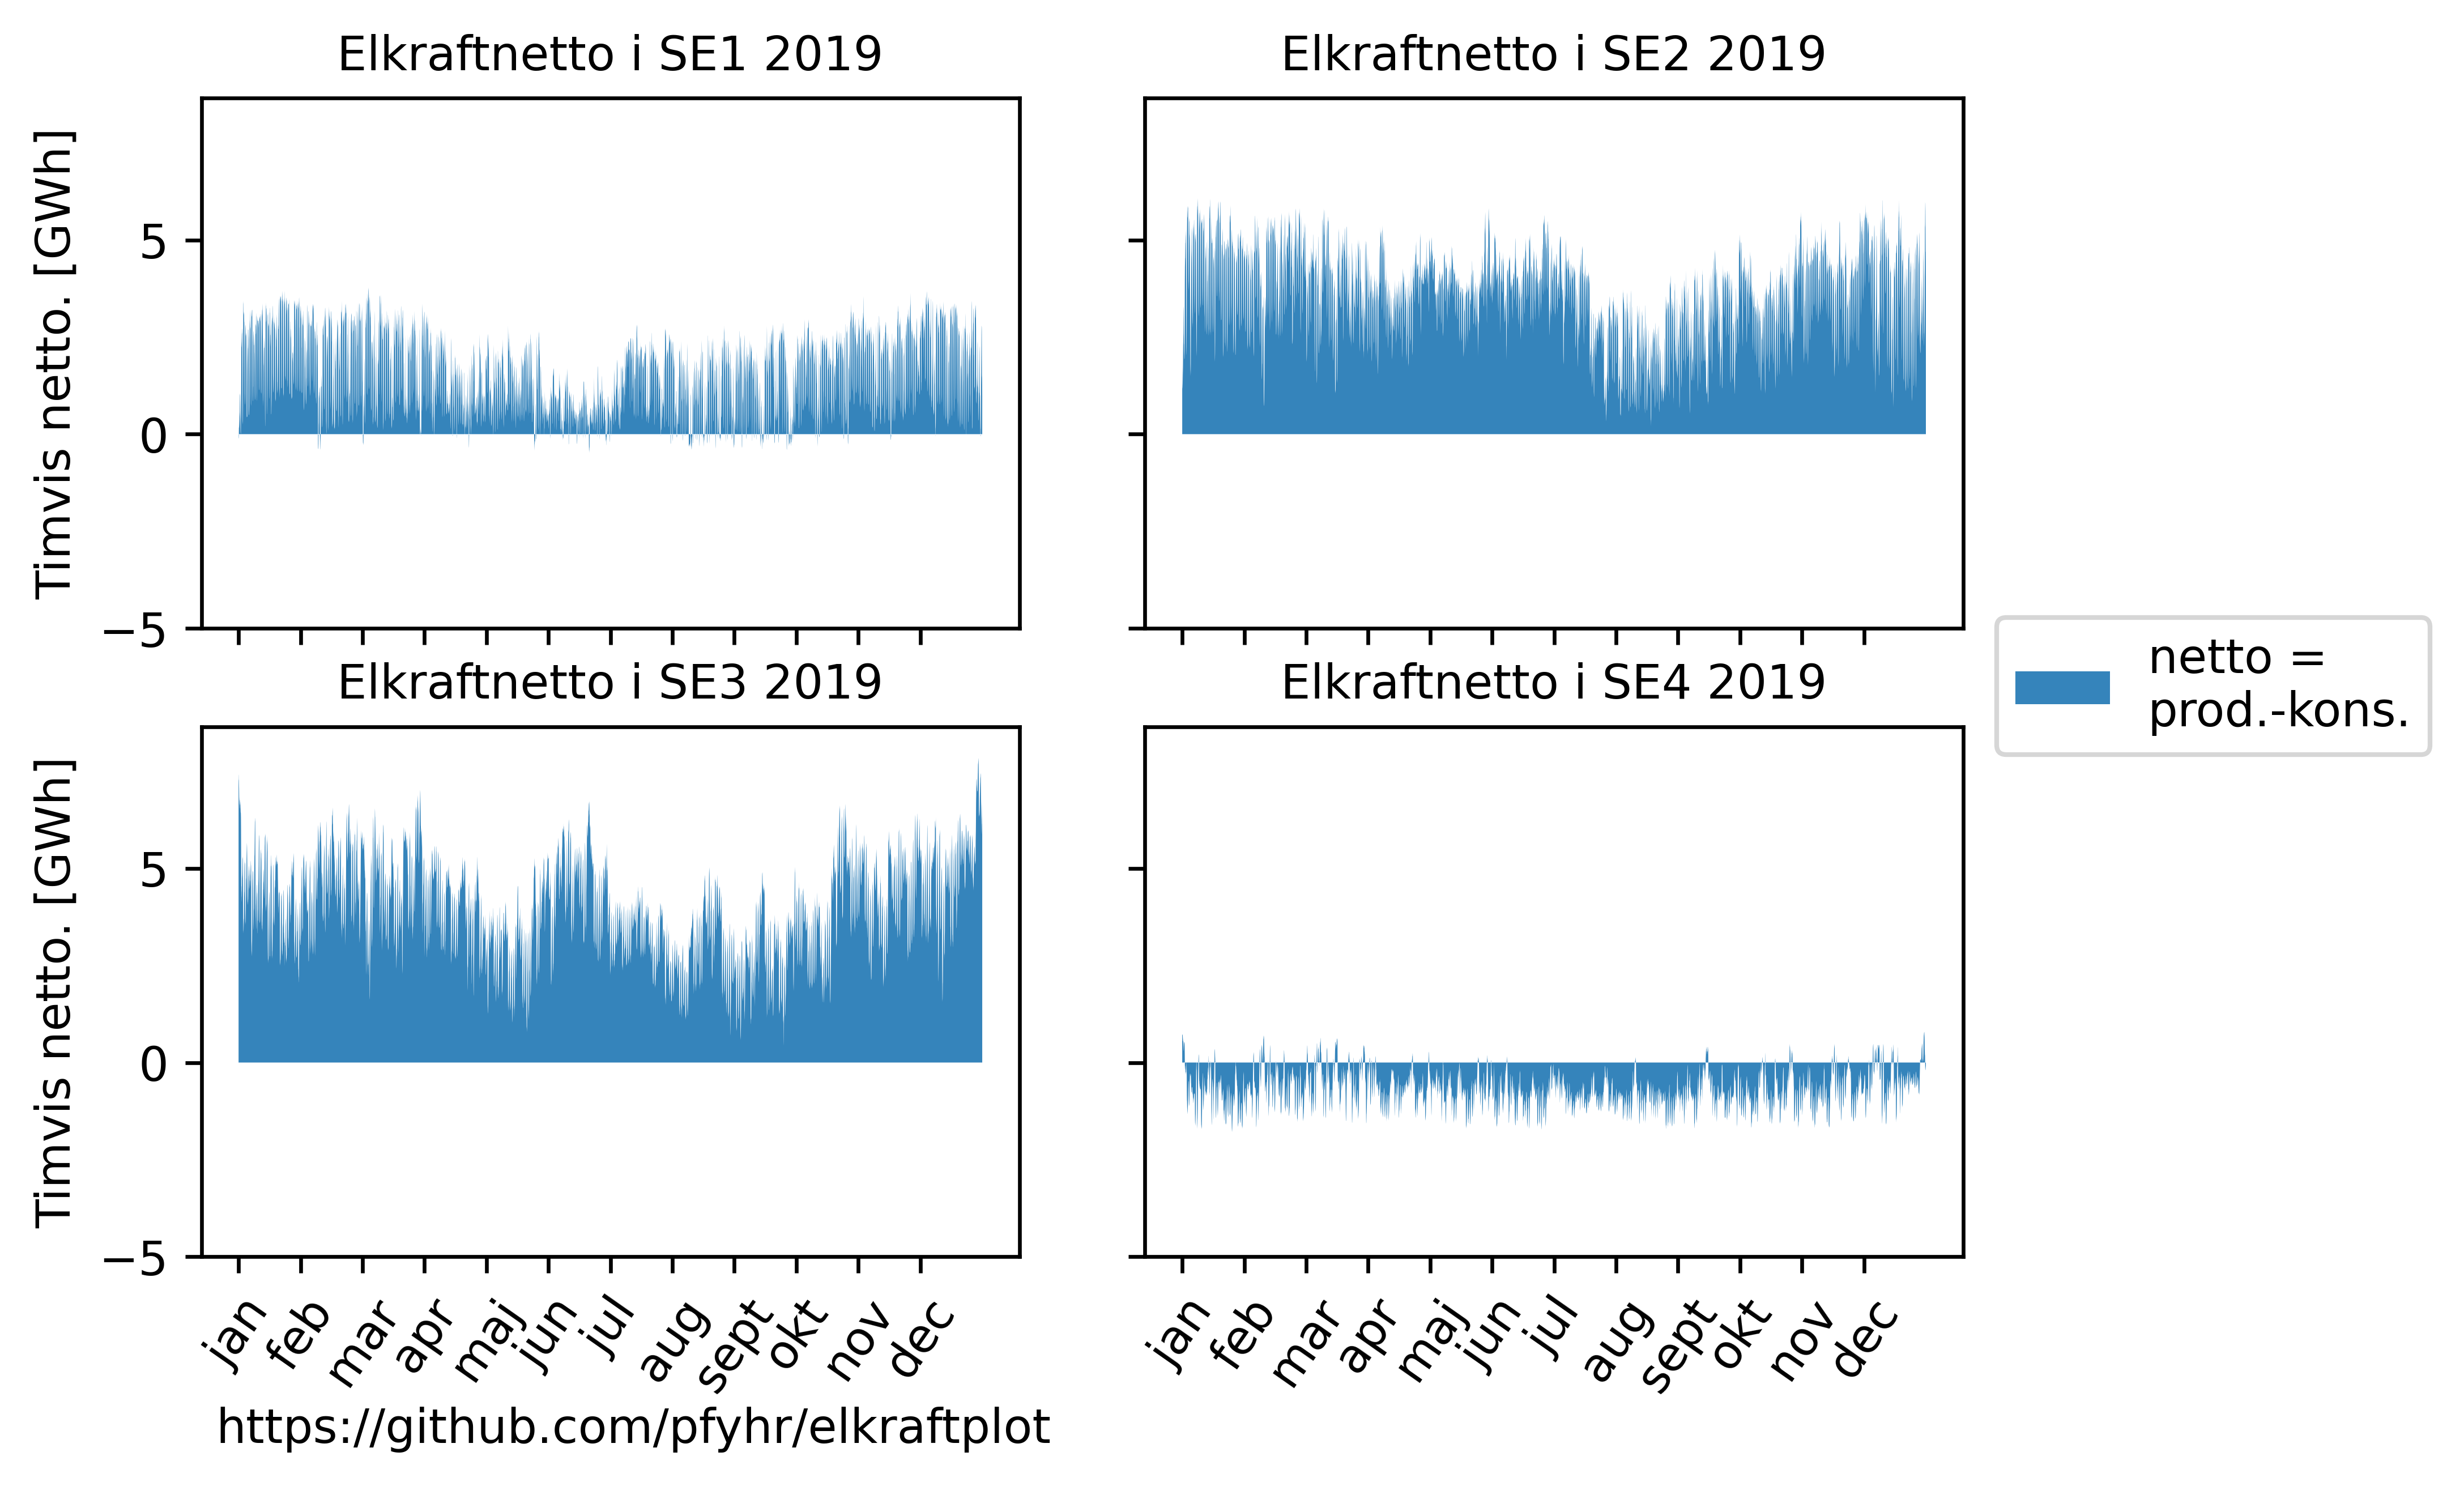 Elkraftnetto i SE1 2019
Elkraftnetto i SE2 2019
Timvis netto. [GWh]
5
0
−5
Elkraftnetto i SE3 2019
Elkraftnetto i SE4 2019
netto =
prod.-kons.
Timvis netto. [GWh]
5
0
−5
jan feb mar apr maj jun jul aug sept okt nov dec
jan feb mar apr maj jun jul aug sept okt nov dec
https://github.com/pfyhr/elkraftplot